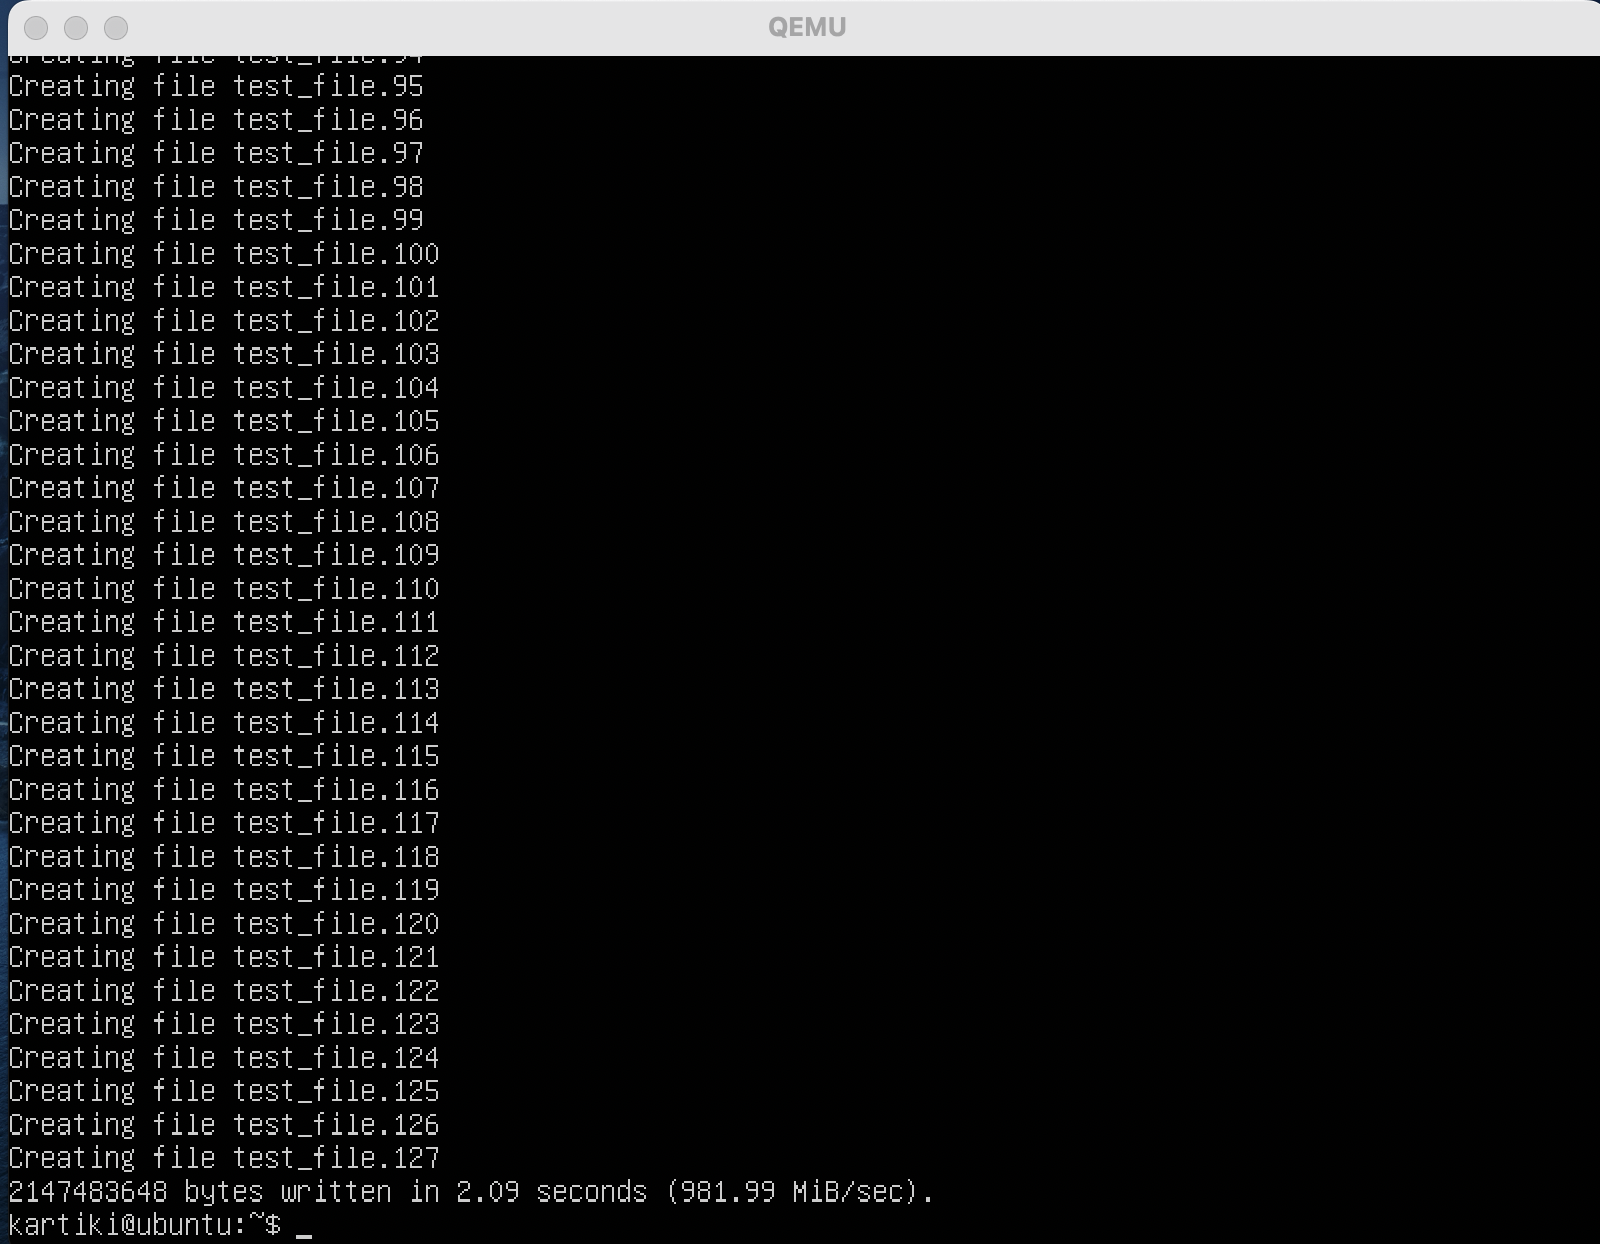 QEMU
Creating file test_file.94
Creating file test_file.95
Creating file test_file.96
Creating file test_file.97
Creating file test_file.98
Creating file test_file.99
Creating file test_file.100
Creating file test_file.101
Creating file test_file.102
Creating file test_file.103
Creating file test_file.104
Creating file test_file.105
Creating file test_file.106
Creating file test_file.107
Creating file test_file.108
Creating file test_file.109
Creating file test_file.110
Creating file test_file.111
Creating file test_file.112
Creating file test_file.113
Creating file test_file.114
Creating file test_file.115
Creating file test_file.116
Creating file test_file.117
Creating file test_file.118
Creating file test_file.119
Creating file test_file.120
Creating file test_file.121
Creating file test_file.122
Creating file test_file.123
Creating file test_file.124
Creating file test_file.125
Creating file test_file.126
Creating file test_file.127
2147483648 bytes written in 2.09 seconds (981.99 MiB/sec).
kartiki@ubuntu:~$ _